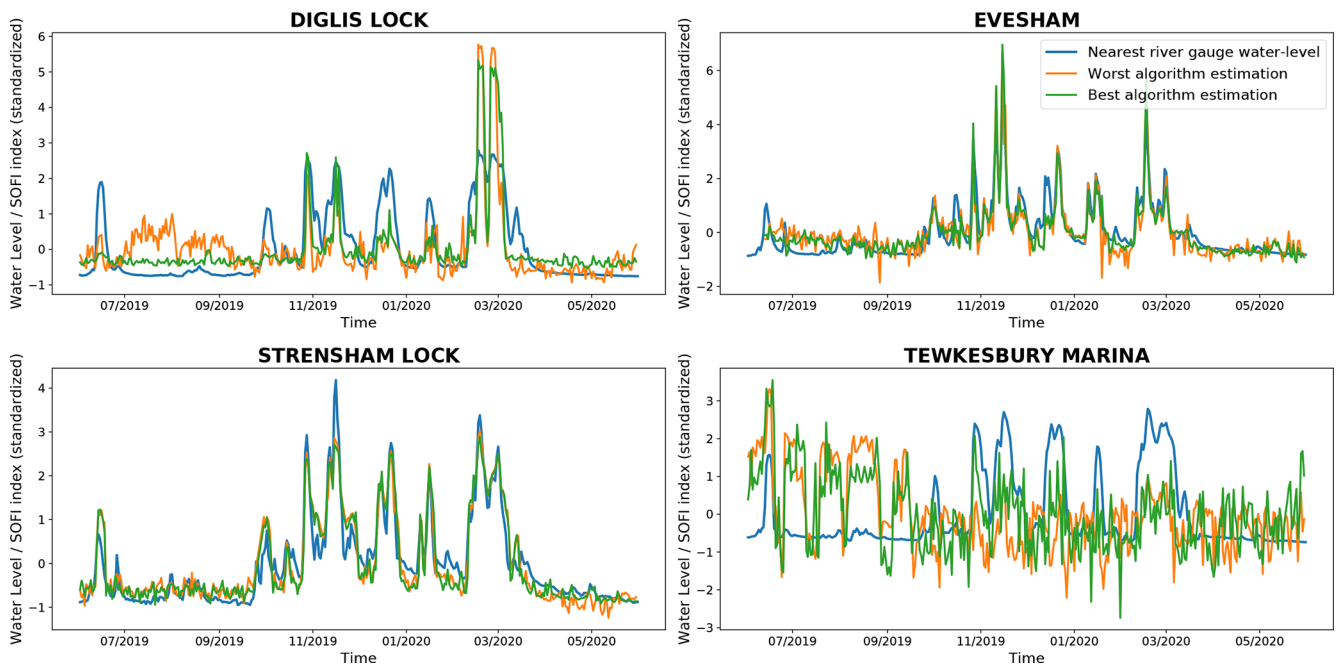 DIGLIS LOCK
Water Level / SOFI index (standardized)
6
5
4
3
2
1
0
−1
07/2019 09/2019 11/2019 01/2020 03/2020 05/2020
Time
EVESHAM
Water Level / SOFI index (standardized)
Nearest river gauge water-level
Worst algorithm estimation
Best algorithm estimation
6
4
2
0
−2
07/2019 09/2019 11/2019 01/2020 03/2020 05/2020
Time
STRENSHAM LOCK
Water Level / SOFI index (standardized)
4
3
2
1
0
−1
07/2019 09/2019 11/2019 01/2020 03/2020 05/2020
Time
TEWKESBURY MARINA
Water Level / SOFI index (standardized)
3
2
1
0
−1
−2
−3
07/2019 09/2019 11/2019 01/2020 03/2020 05/2020
Time